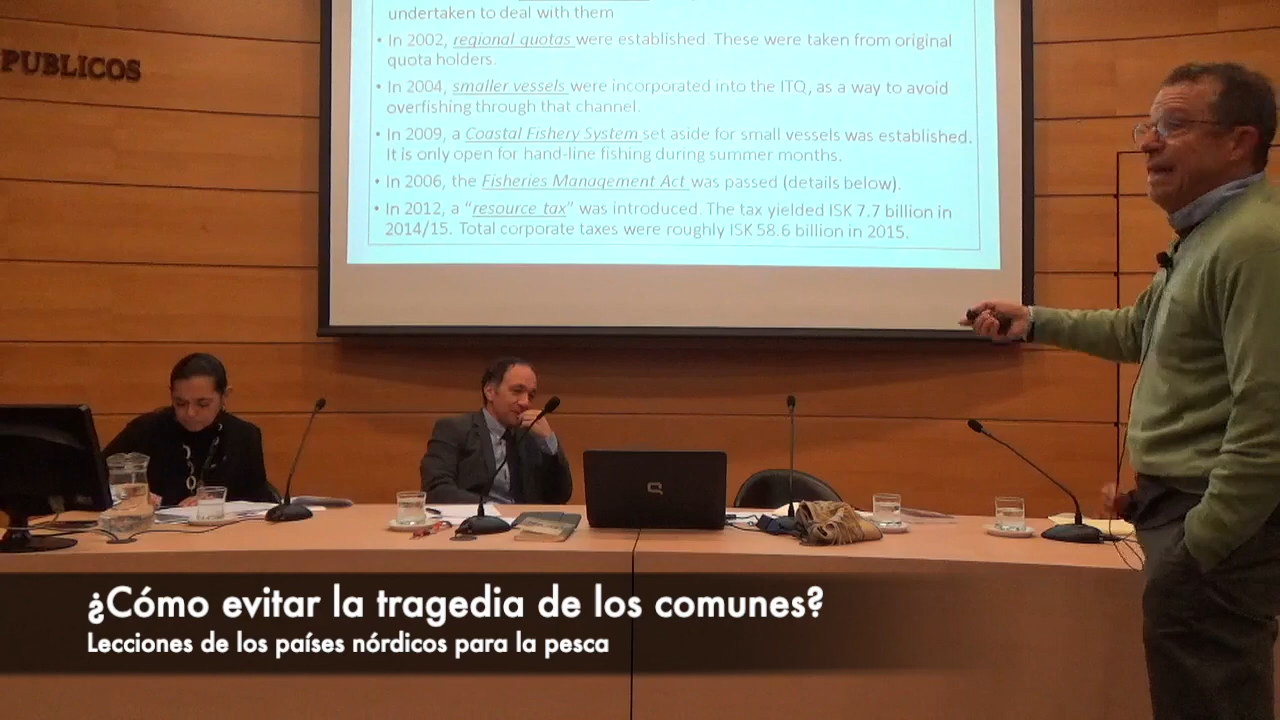 PUBLICOS
undertaken to deal with them
• In 2002, regional quotas were established. These were taken from original
quota holders.
• In 2004, smaller vessels were incorporated into the ITQ, as a way to avoid
overfishing through that channel.
• In 2009, a Coastal Fishery System set aside for small vessels was established.
It is only open for hand-line fishing during summer months.
• In 2006, the Fisheries Management Act was passed (details below).
• In 2012, a “resource tax” was introduced. The tax yielded ISK 7.7 billion in
2014/15. Total corporate taxes were roughly ISK 58.6 billion in 2015.
¿Cómo evitar la tragedia de los comunes?
Lecciones de los países nórdicos para la pesca